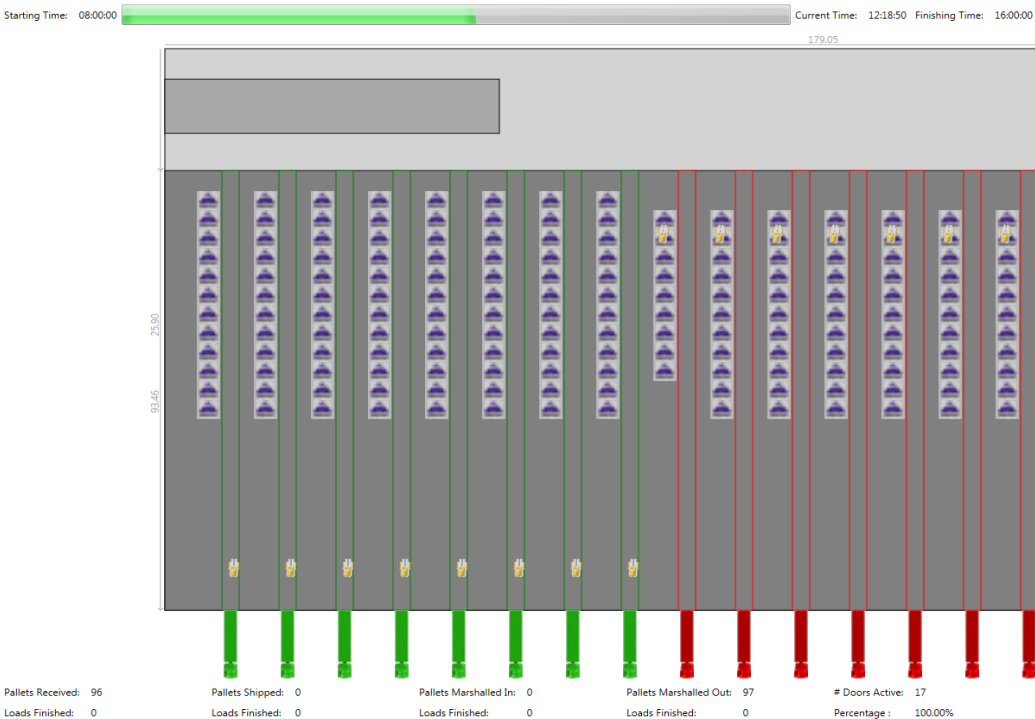 Starting Time: 08:00:00 Current Time: 12:18:50 Finishing Time: 16:00:00
179.05
25.90
93.46
Pallets Received: 96 Pallets Shipped: 0 Pallets Marshalled In: 0 Pallets Marshalled Out: 97 # Doors Active: 17
Loads Finished: 0 Loads Finished: 0 Loads Finished: 0 Loads Finished: 0 Percentage : 100.00%